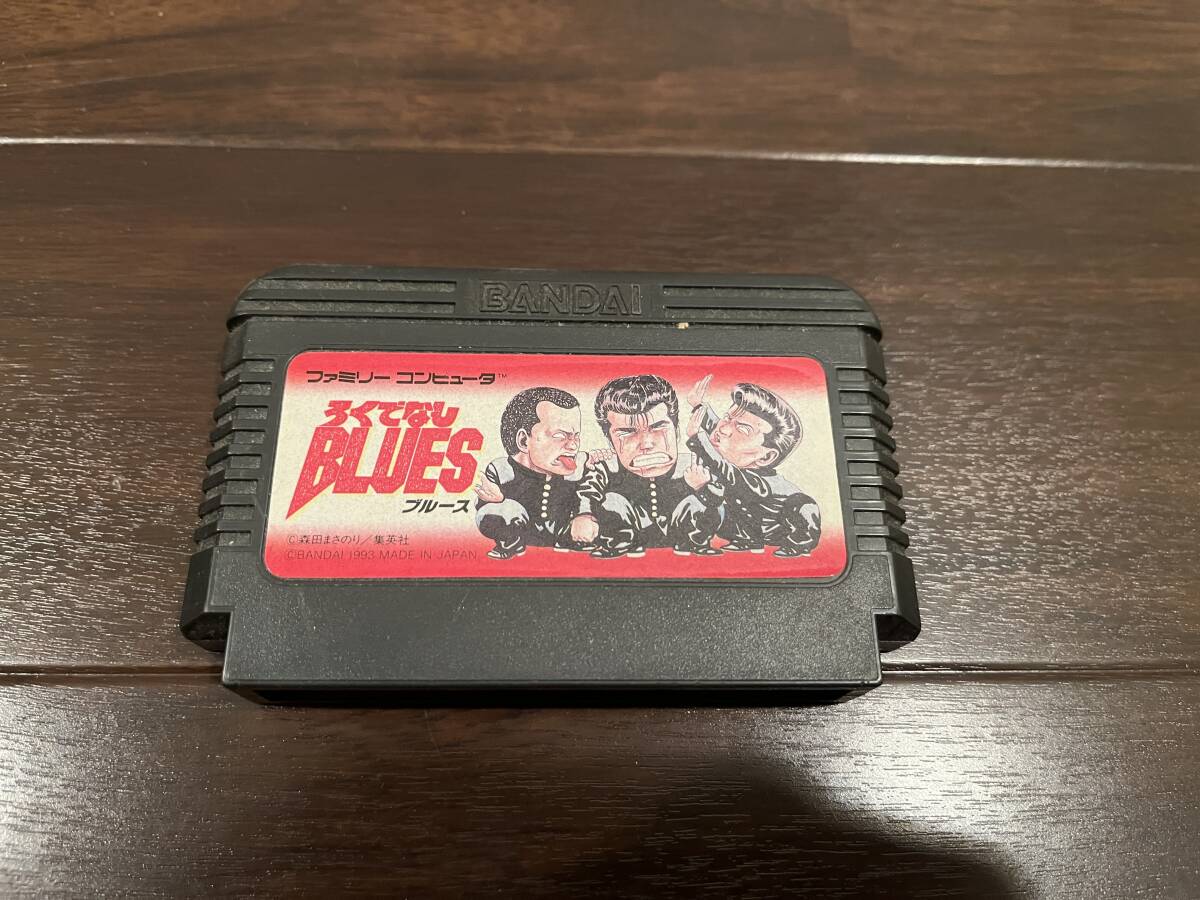 BANDAI
ファミリー コンピュータ™
ろくでなし
BLUES
ブルース
©森田まさのり／集英社
©BANDAI 1993 MADE IN JAPAN.